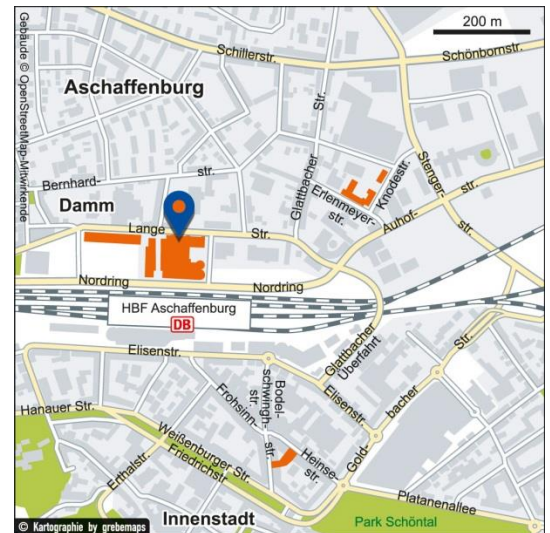 200 m
Gebäude © OpenStreetMap-Mitwirkende
Schillerstr.
Schönbornstr.
Aschaffenburg
Glattbacher Str.
Stenger-
str.
Bernhard-
str.
Erlenmeyer-
str.
Knodestr.
Auhof-
str.
Damm
Lange
Str.
Nordring
Nordring
HBF Aschaffenburg
DB
Elisenstr.
Glattbacher
Überfahrt
Bodel-
schwingh-
str.
Frohsinn-
str.
Elisenstr.
Gold-
bacher
Str.
Hanauer Str.
Weißenburger Str.
Friedrichstr.
Erthalstr.
Heinse-
str.
Platanenallee
Innenstadt
Park Schöntal
© Kartographie by grebemaps